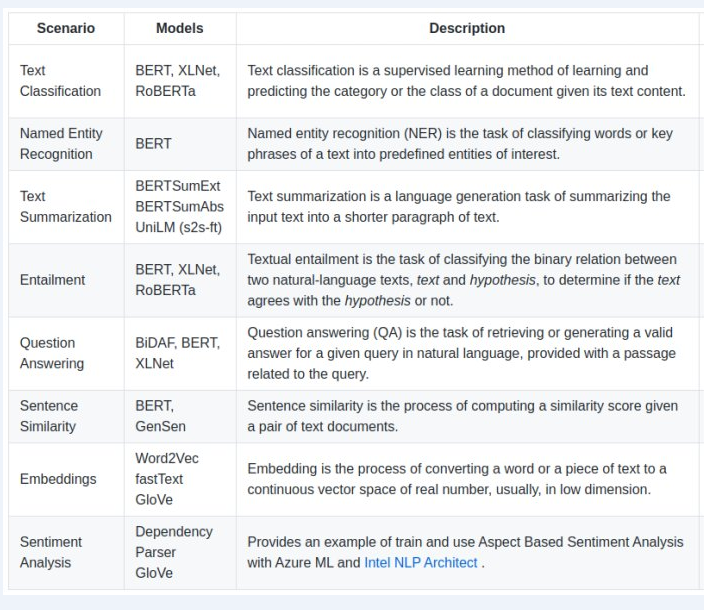 Scenario Models Description
Text Classification
BERT, XLNet, RoBERTa
Text classification is a supervised learning method of learning and
predicting the category or the class of a document given its text content.
Named Entity Recognition
BERT
Named entity recognition (NER) is the task of classifying words or key
phrases of a text into predefined entities of interest.
Text
Summarization
BERTSumExt
BERTSumAbs
UniLM (s2s-ft)
Text summarization is a language generation task of summarizing the
input text into a shorter paragraph of text.
Entailment
BERT, XLNet,
RoBERTa
Textual entailment is the task of classifying the binary relation between
two natural-language texts, text and hypothesis, to determine if the text
agrees with the hypothesis or not.
Question
Answering
BiDAF, BERT,
XLNet
Question answering (QA) is the task of retrieving or generating a valid
answer for a given query in natural language, provided with a passage
related to the query.
Sentence
Similarity
BERT,
GenSen
Sentence similarity is the process of computing a similarity score given
a pair of text documents.
Embeddings
Word2Vec
fastText
GloVe
Embedding is the process of converting a word or a piece of text to a
continuous vector space of real number, usually, in low dimension.
Sentiment
Analysis
Dependency
Parser
GloVe
Provides an example of train and use Aspect Based Sentiment Analysis
with Azure ML and Intel NLP Architect .